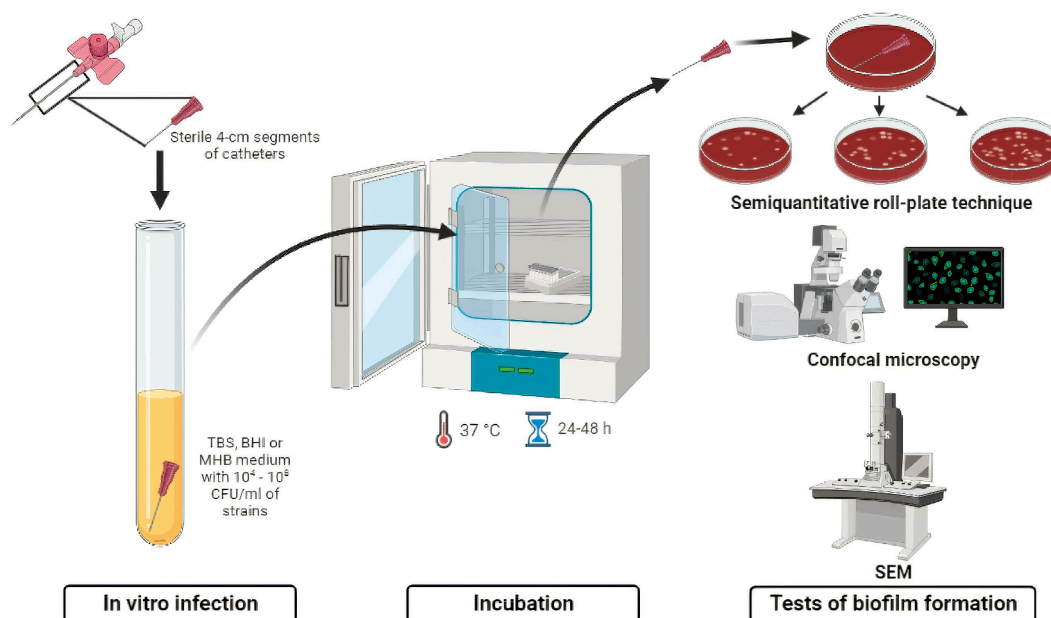 Sterile 4-cm segments
of catheters
TBS, BHI or
MHB medium
with 10⁴ - 10⁸
CFU/ml of
strains
In vitro infection
37 °C
24-48 h
Incubation
Semiquantitative roll-plate technique
Confocal microscopy
SEM
Tests of biofilm formation